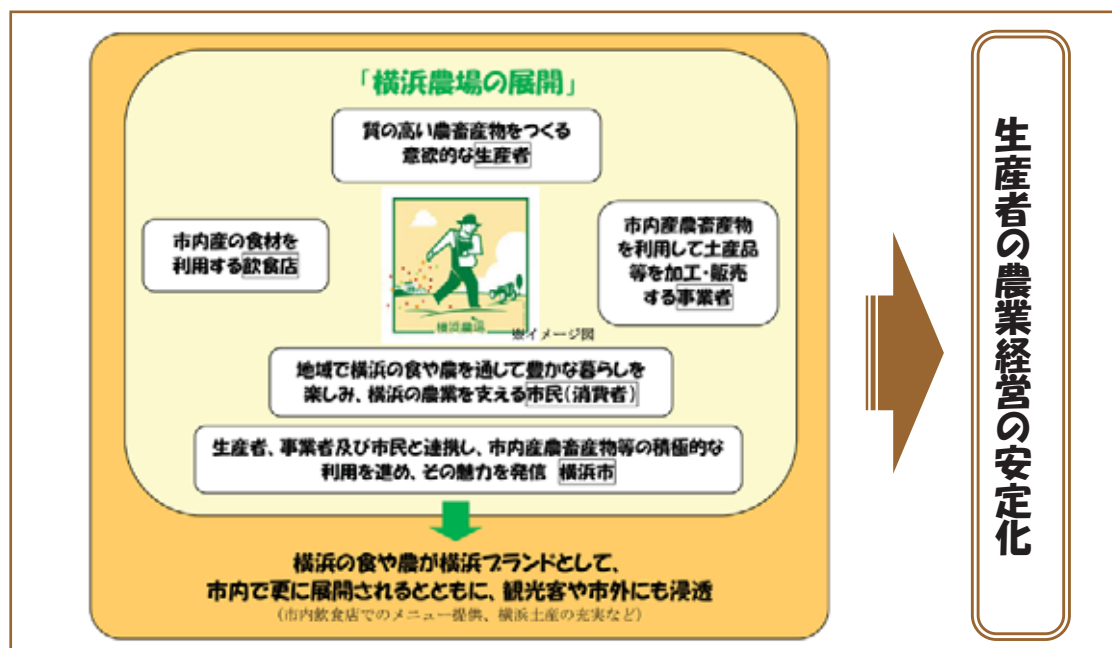 「横浜農場の展開」
質の高い農畜産物をつくる
意欲的な生産者
市内産の食材を
利用する飲食店
市内産農畜産物
を利用して土産品
等を加工・販売
する事業者
横浜農場
※イメージ図
地域で横浜の食や農を通じて豊かな暮らしを
楽しみ、横浜の農業を支える市民（消費者）
生産者、事業者及び市民と連携し、市内産農畜産物等の積極的な
利用を進め、その魅力を発信 横浜市
横浜の食や農が横浜ブランドとして、
市内で更に展開されるとともに、観光客や市外にも浸透
（市内飲食店でのメニュー提供、横浜土産の充実など）
生産者の農業経営の安定化